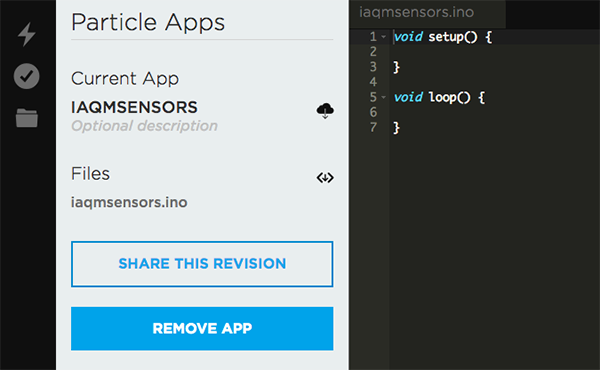 Particle Apps
Current App
IAQMSENSORS
Optional description
Files
iaqmsensors.ino
SHARE THIS REVISION
REMOVE APP
iaqmsensors.ino
1 void setup() {
2
3 }
4
5 void loop() {
6
7 }